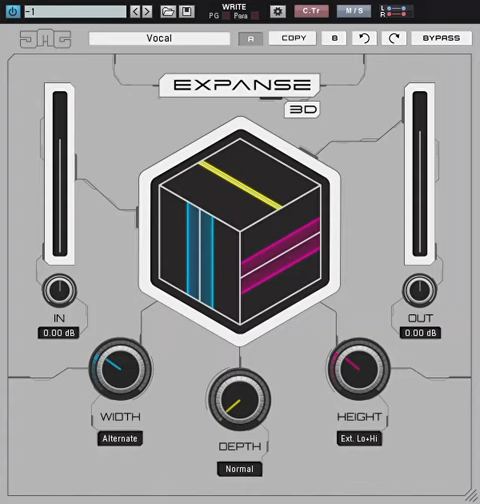 -1
WRITE
PG Para
C.Tr
M/S
L
R
Vocal
A
COPY
B
BYPASS
EXPANSE
3D
IN
0.00 dB
OUT
0.00 dB
WIDTH
Alternate
DEPTH
Normal
HEIGHT
Ext. Lo+Hi